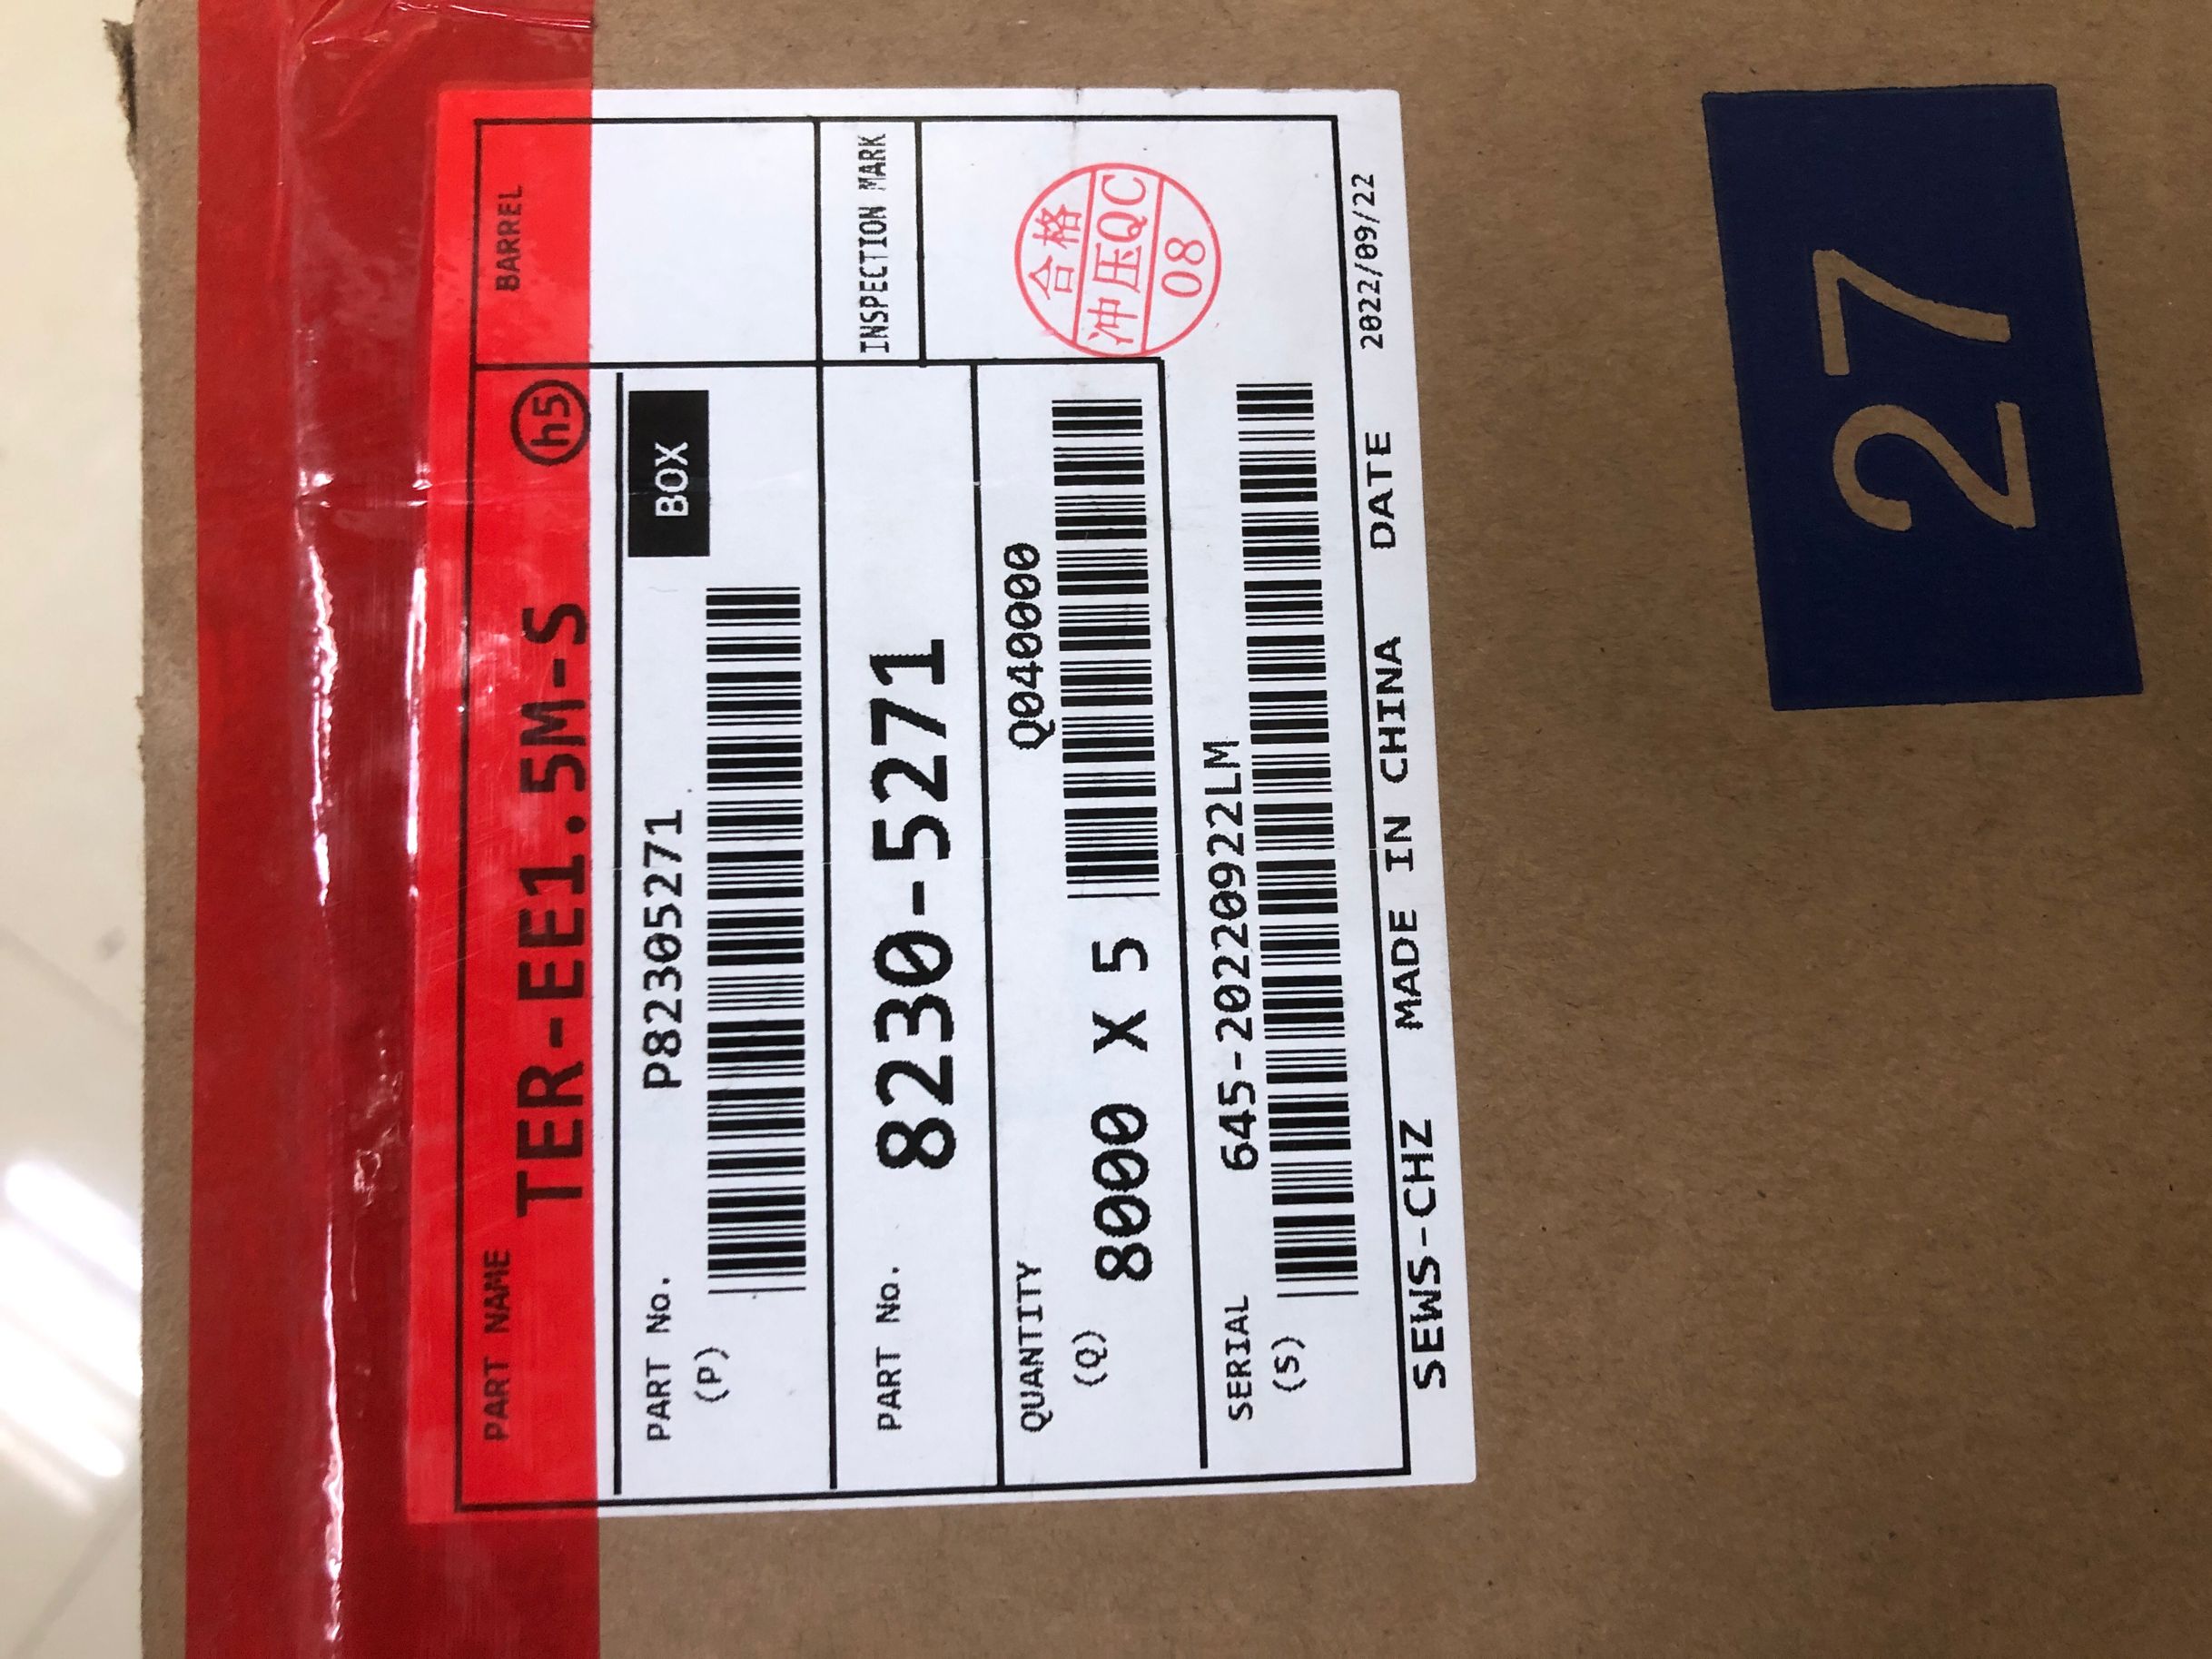 PART NAME
TER-EE1.5M-S
h5
BARREL
PART No.
P82305271
BOX
(P)
PART No.
8230-5271
INSPECTION MARK
QUANTITY
Q040000
(Q)
8000 X 5
合格
冲压QC
08
SERIAL
645-20220922LM
(S)
SEWS-CHZ MADE IN CHINA DATE 2022/09/22
27